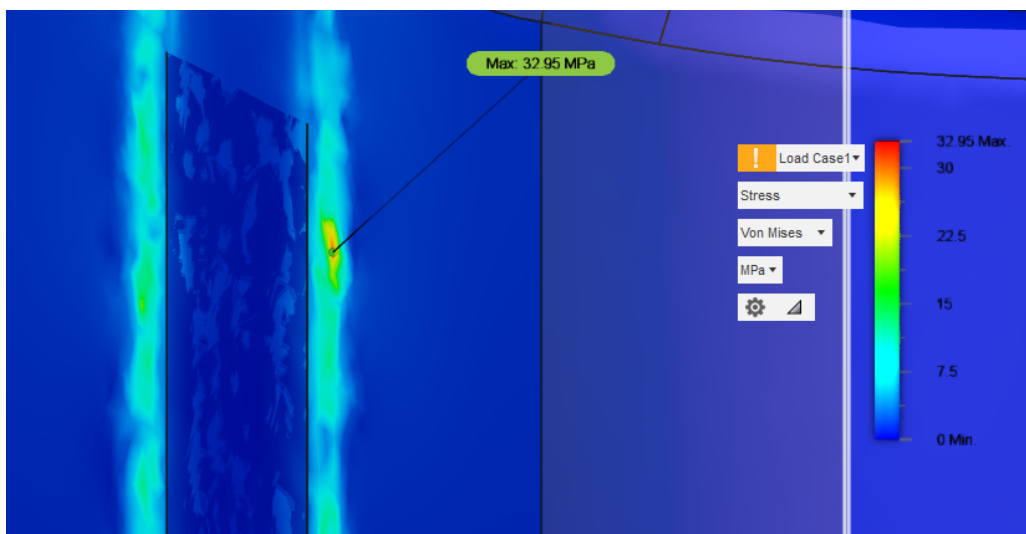 Max: 32.95 MPa
32.95 Max.
! Load Case1
30
Stress
22.5
Von Mises
MPa
15
7.5
0 Min.